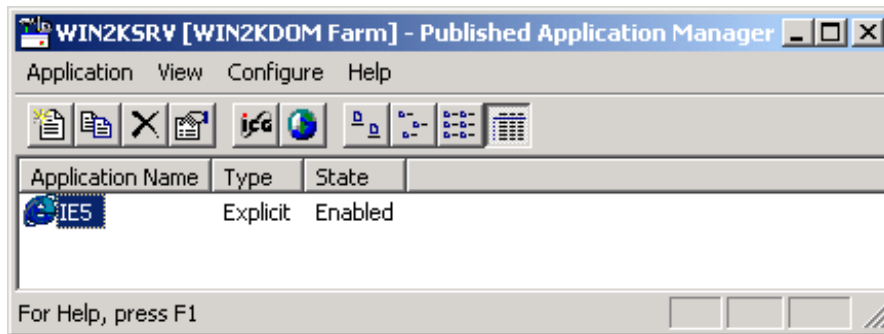 WIN2KSRV [WIN2KDOM Farm] - Published Application Manager
Application View Configure Help
ica
Application Name Type State
IE5 Explicit Enabled
For Help, press F1